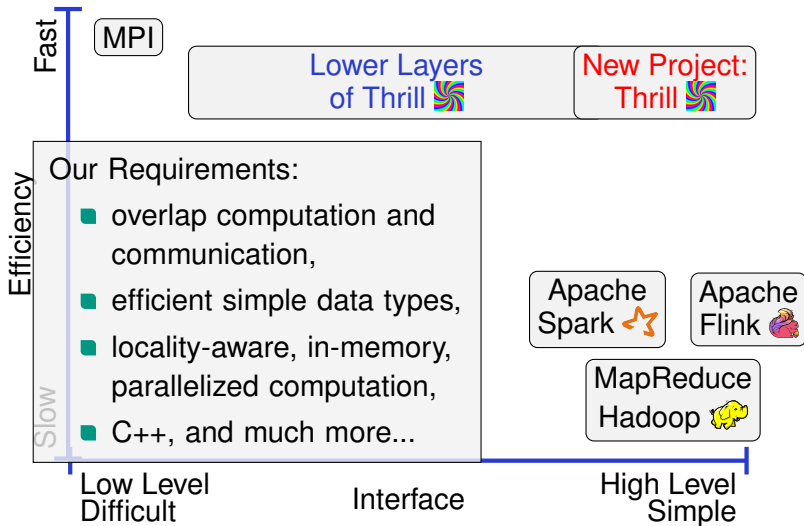 Fast
MPI
Lower Layers
of Thrill
New Project:
Thrill
Efficiency
Our Requirements:
overlap computation and
communication,
efficient simple data types,
locality-aware, in-memory,
parallelized computation,
C++, and much more...
Apache
Spark
Apache
Flink
MapReduce
Hadoop
Slow
Low Level
Difficult
Interface
High Level
Simple